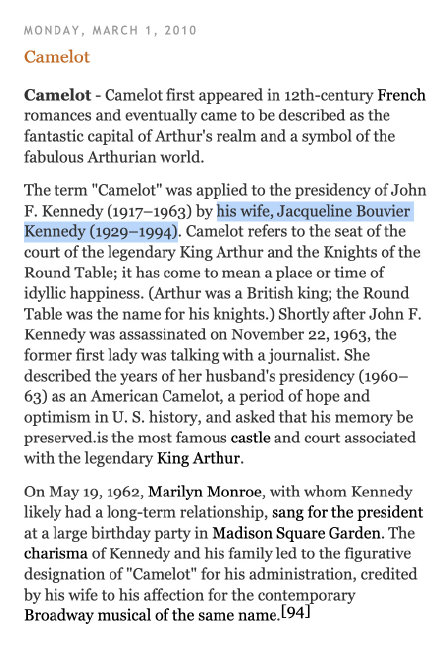 MONDAY, MARCH 1, 2010
Camelot
Camelot - Camelot first appeared in 12th-century French
romances and eventually came to be described as the
fantastic capital of Arthur's realm and a symbol of the
fabulous Arthurian world.
The term "Camelot" was applied to the presidency of John
F. Kennedy (1917–1963) by his wife, Jacqueline Bouvier
Kennedy (1929–1994). Camelot refers to the seat of the
court of the legendary King Arthur and the Knights of the
Round Table; it has come to mean a place or time of
idyllic happiness. (Arthur was a British king; the Round
Table was the name for his knights.) Shortly after John F.
Kennedy was assassinated on November 22, 1963, the
former first lady was talking with a journalist. She
described the years of her husband's presidency (1960–
63) as an American Camelot, a period of hope and
optimism in U. S. history, and asked that his memory be
preserved.is the most famous castle and court associated
with the legendary King Arthur.
On May 19, 1962, Marilyn Monroe, with whom Kennedy
likely had a long-term relationship, sang for the president
at a large birthday party in Madison Square Garden. The
charisma of Kennedy and his family led to the figurative
designation of "Camelot" for his administration, credited
by his wife to his affection for the contemporary
Broadway musical of the same name.[94]